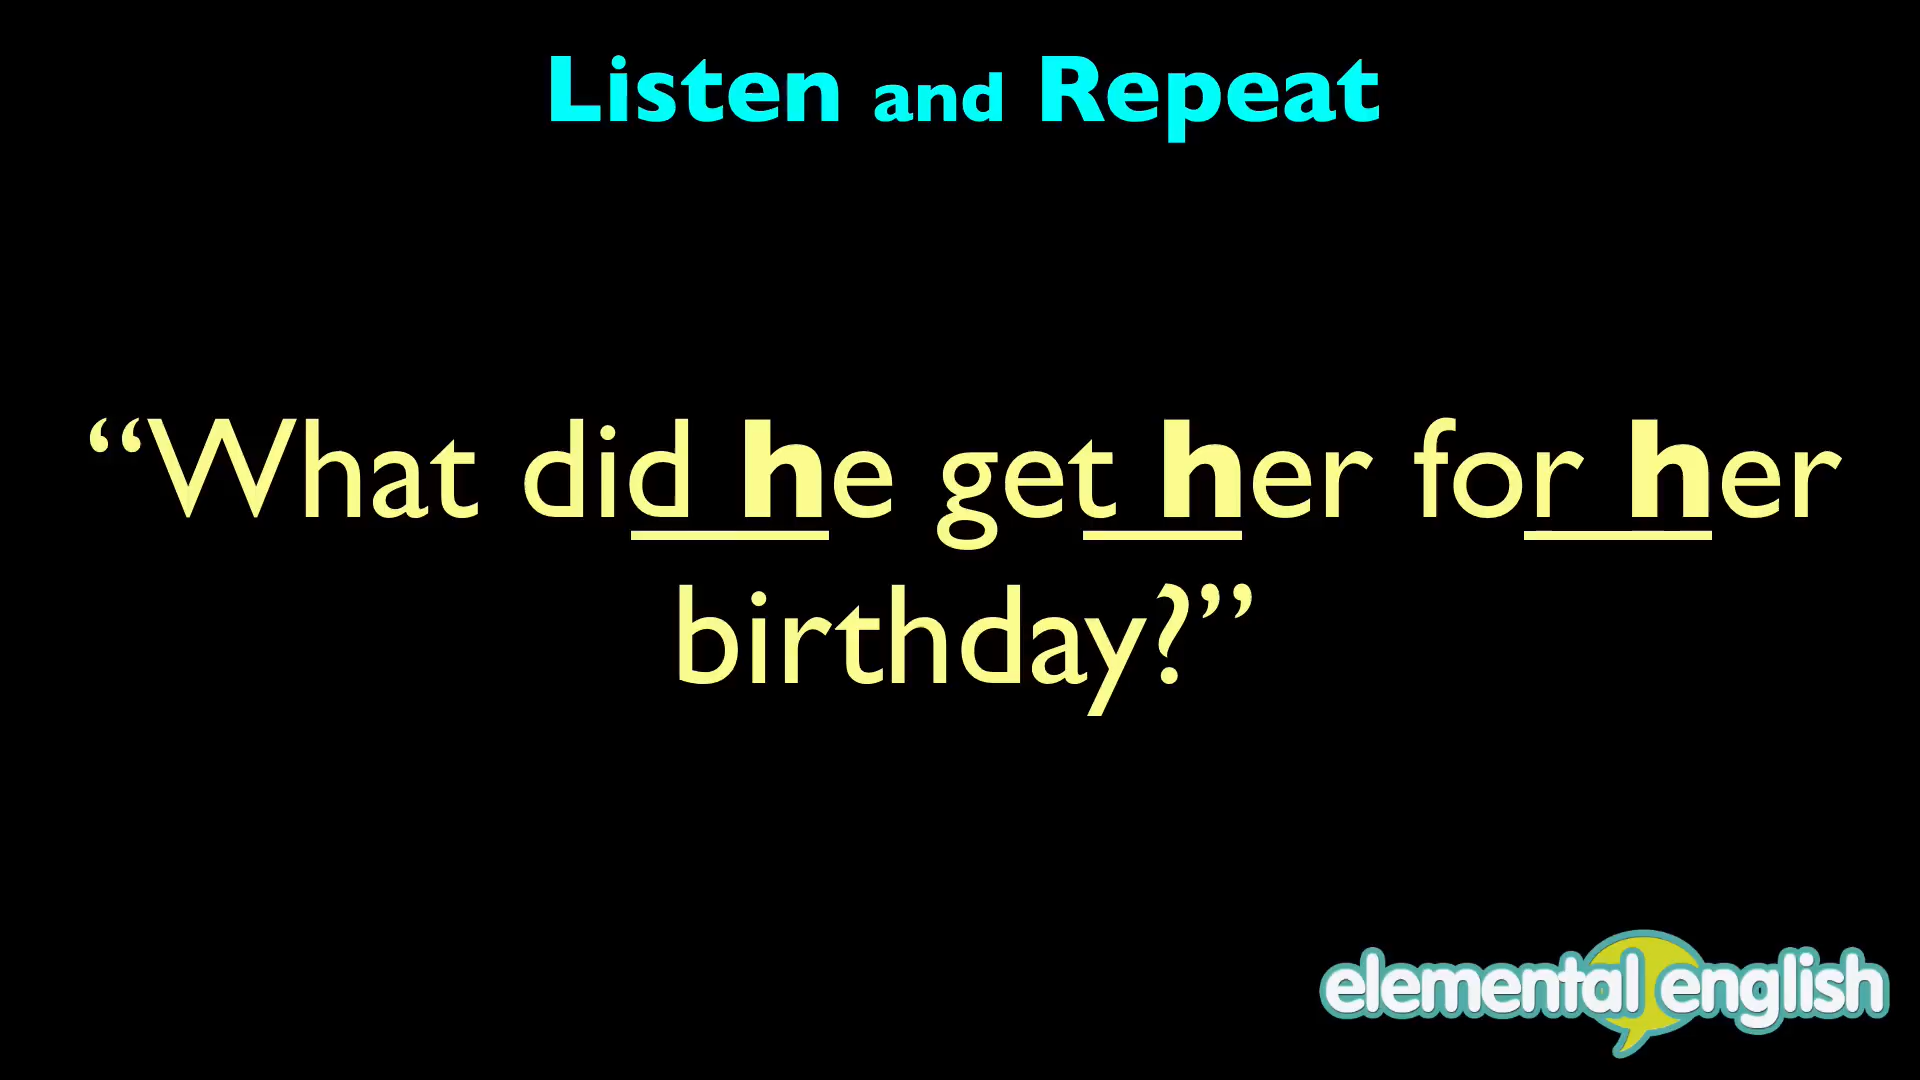 Listen and Repeat
“What did he get her for her
birthday?”
elemental english